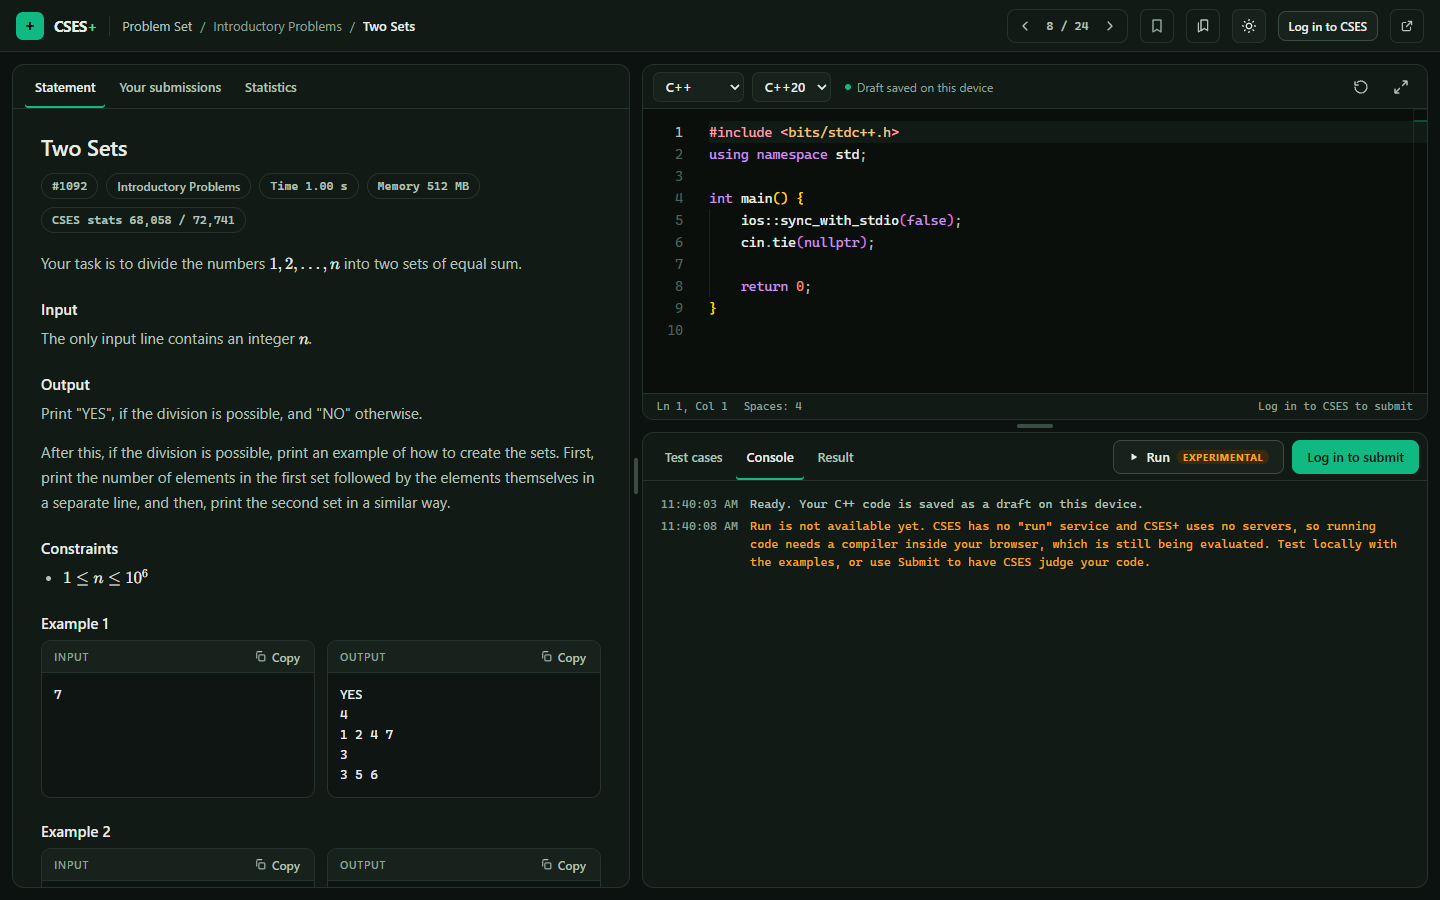 + CSES+ Problem Set / Introductory Problems / Two Sets
8 / 24
Log in to CSES
Statement Your submissions Statistics
Two Sets
#1092 Introductory Problems Time 1.00 s Memory 512 MB
CSES stats 68,058 / 72,741
Your task is to divide the numbers 1, 2, . . . , n into two sets of equal sum.
Input
The only input line contains an integer n.
Output
Print "YES", if the division is possible, and "NO" otherwise.
After this, if the division is possible, print an example of how to create the sets. First,
print the number of elements in the first set followed by the elements themselves in
a separate line, and then, print the second set in a similar way.
Constraints
• 1 ≤ n ≤ 10⁶
Example 1
INPUT Copy
7
OUTPUT Copy
YES
4
1 2 4 7
3
3 5 6
Example 2
INPUT Copy
OUTPUT Copy
C++ C++20 Draft saved on this device
1 #include <bits/stdc++.h>
2 using namespace std;
3
4 int main() {
5 ios::sync_with_stdio(false);
6 cin.tie(nullptr);
7
8 return 0;
9 }
10
Ln 1, Col 1 Spaces: 4 Log in to CSES to submit
Test cases Console Result Run EXPERIMENTAL Log in to submit
11:40:03 AM Ready. Your C++ code is saved as a draft on this device.
11:40:08 AM Run is not available yet. CSES has no "run" service and CSES+ uses no servers, so running
code needs a compiler inside your browser, which is still being evaluated. Test locally with
the examples, or use Submit to have CSES judge your code.